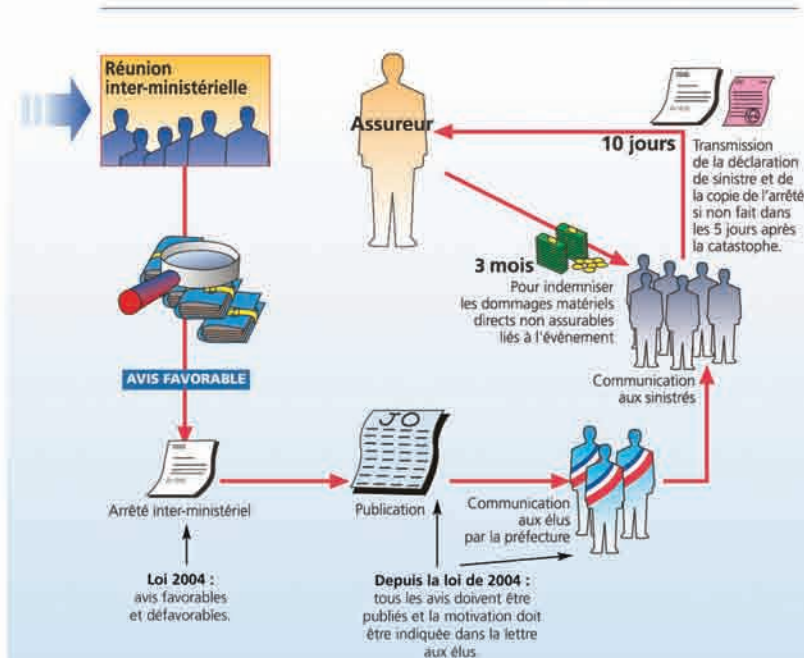 Réunion
inter-ministérielle
Assureur
10 jours
Transmission
de la déclaration
de sinistre et de
la copie de l'arrêté
si non fait dans
les 5 jours après
la catastrophe.
3 mois
Pour indemniser
les dommages matériels
directs non assurables
liés à l'événement
Communication
aux sinistrés
AVIS FAVORABLE
JO
Arrêté inter-ministériel
Publication
Communication
aux élus
par la préfecture
Loi 2004 :
avis favorables
et défavorables.
Depuis la loi de 2004 :
tous les avis doivent être
publiés et la motivation doit
être indiquée dans la lettre
aux élus.